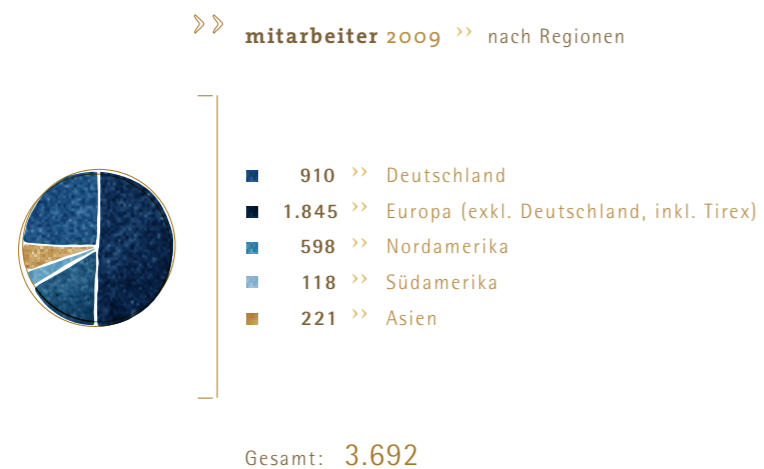 mitarbeiter 2009 ›› nach Regionen
910 ›› Deutschland
1.845 ›› Europa (exkl. Deutschland, inkl. Tirex)
598 ›› Nordamerika
118 ›› Südamerika
221 ›› Asien
Gesamt: 3.692